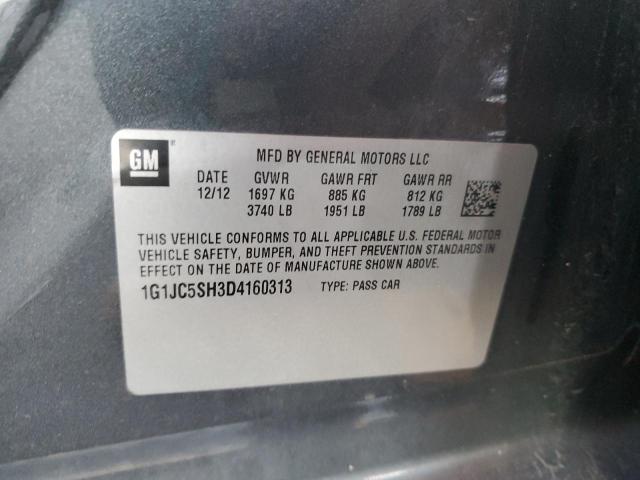 GM
MFD BY GENERAL MOTORS LLC
DATE GVWR GAWR FRT GAWR RR
12/12 1697 KG 885 KG 812 KG
3740 LB 1951 LB 1789 LB
THIS VEHICLE CONFORMS TO ALL APPLICABLE U.S. FEDERAL MOTOR
VEHICLE SAFETY, BUMPER, AND THEFT PREVENTION STANDARDS IN
EFFECT ON THE DATE OF MANUFACTURE SHOWN ABOVE.
1G1JC5SH3D4160313 TYPE: PASS CAR